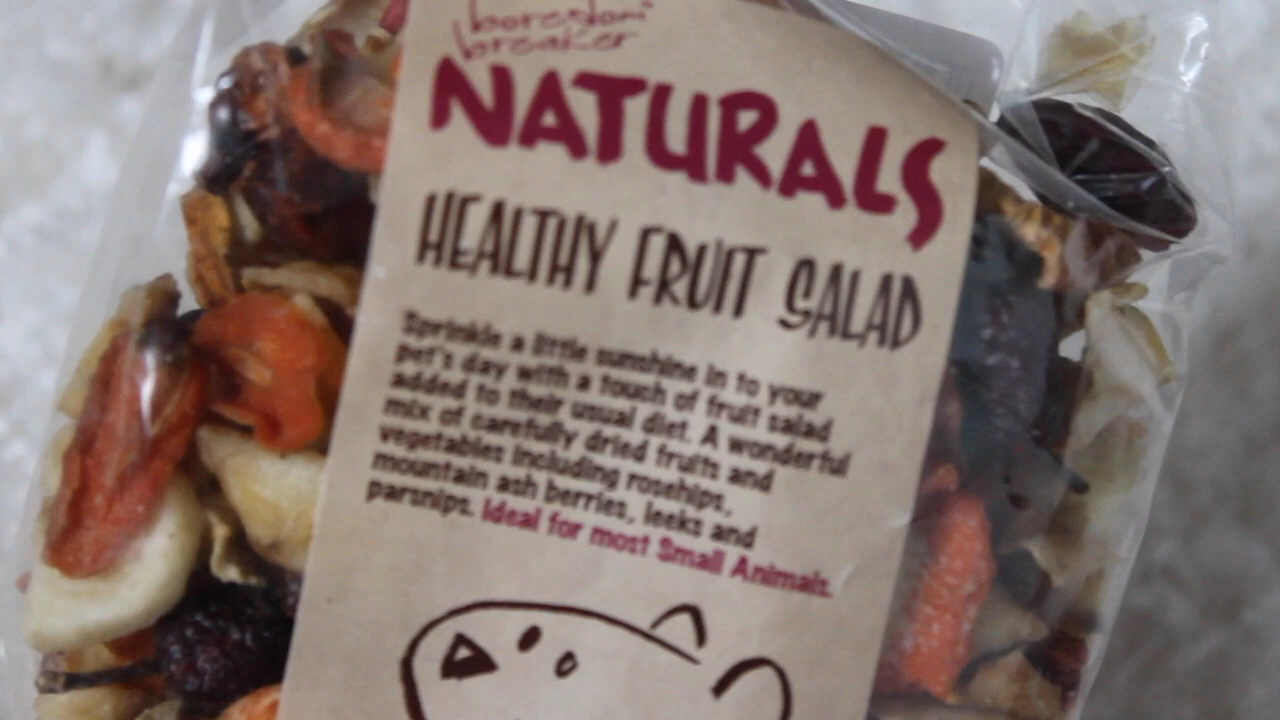 boredom
breaker
NATURALS
HEALTHY FRUIT SALAD
Sprinkle a little sunshine in to your
pet's day with a touch of fruit salad
added to their usual diet. A wonderful
mix of carefully dried fruits and
vegetables including rosehips,
mountain ash berries, leeks and
parsnips. Ideal for most Small Animals.